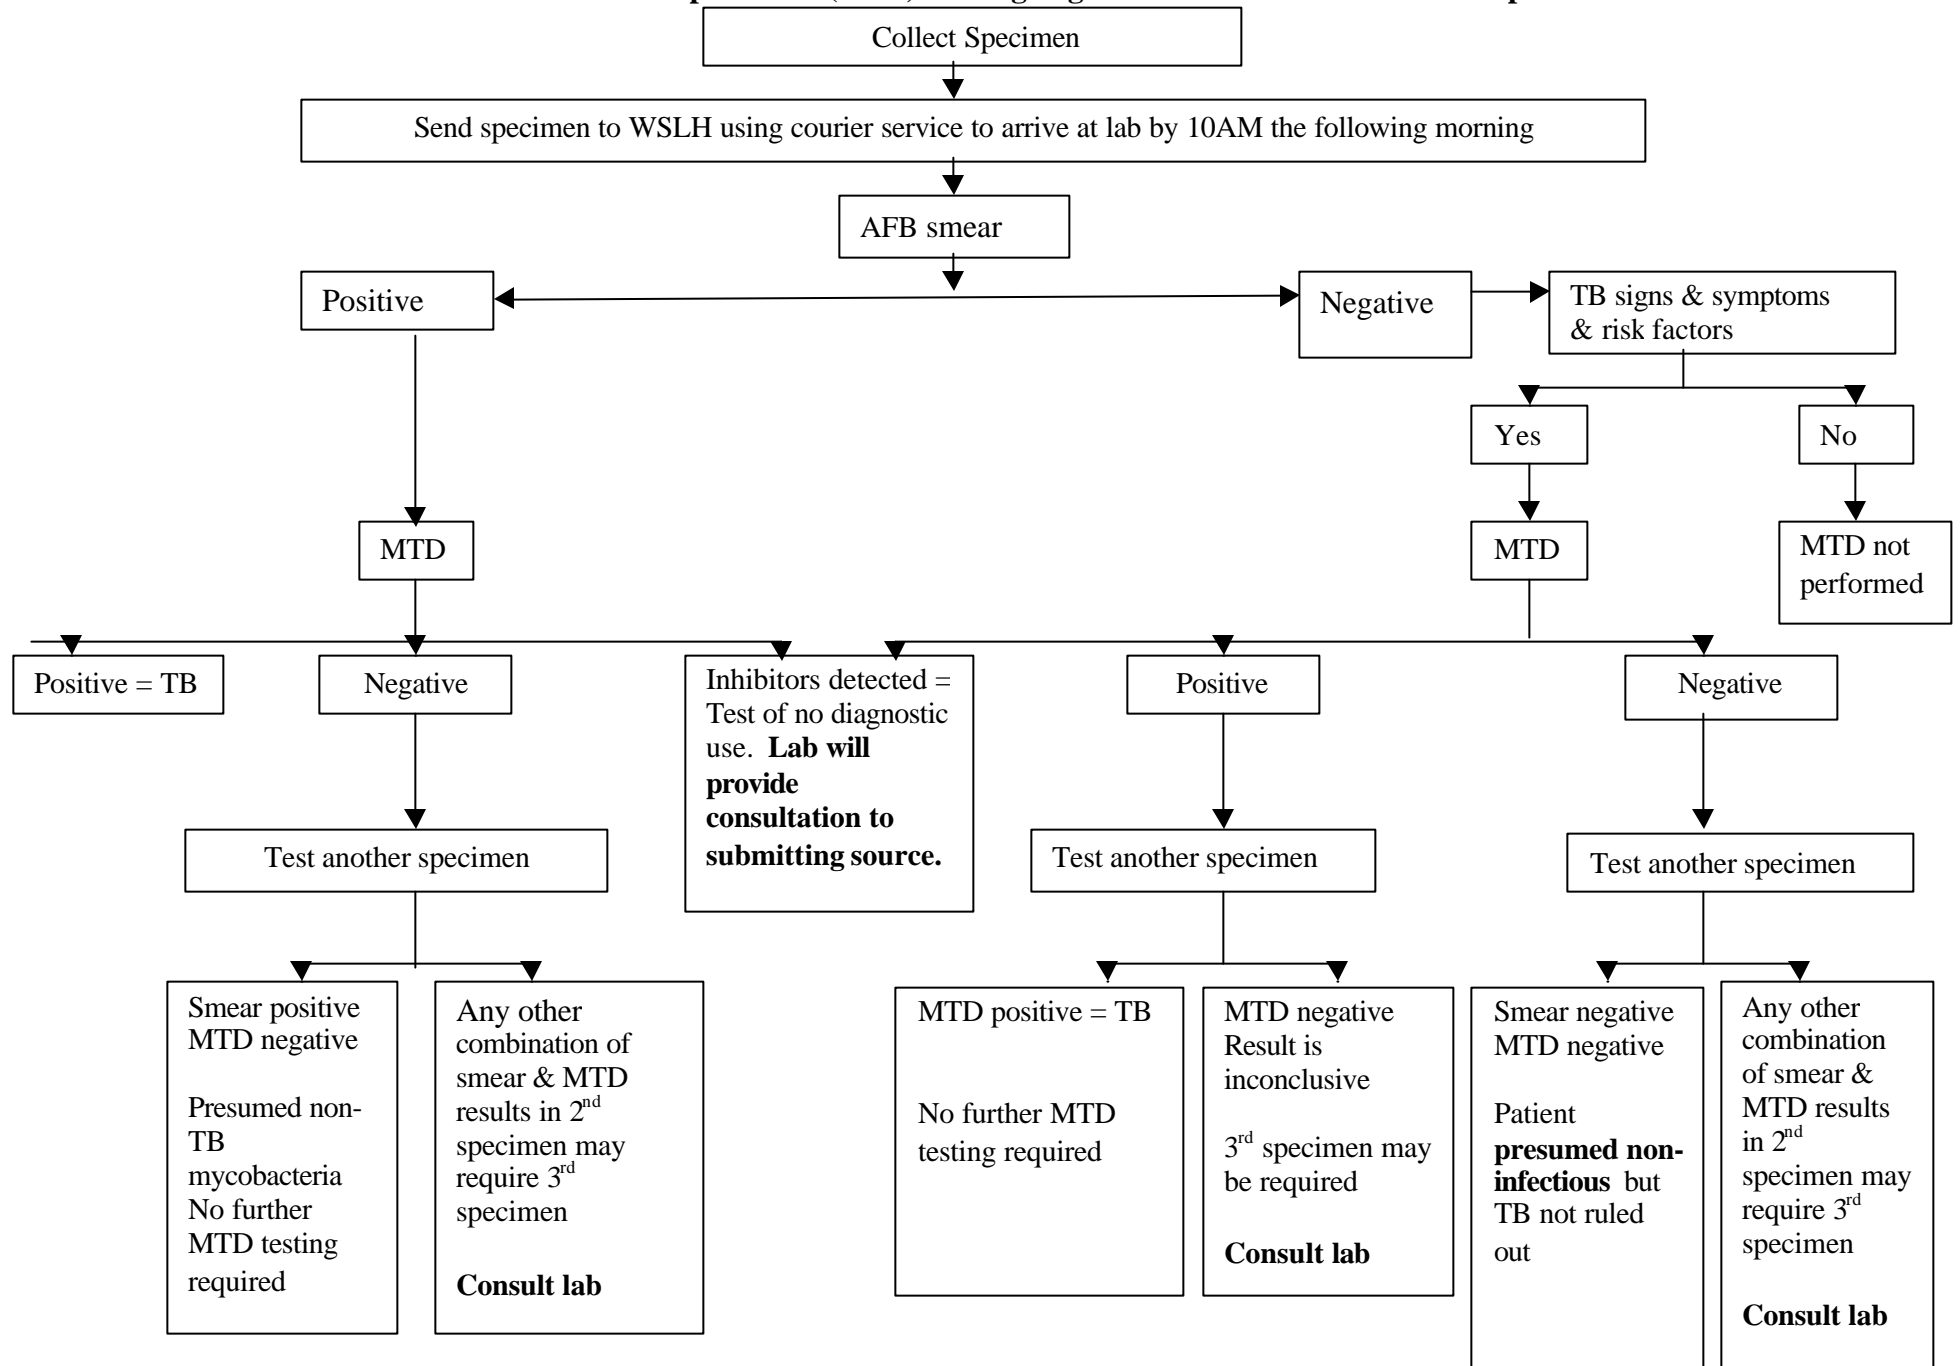 Collect Specimen
Send specimen to WSLH using courier service to arrive at lab by 10AM the following morning
AFB smear
Positive
Negative
TB signs & symptoms
& risk factors
Yes
No
MTD
MTD
MTD not
performed
Positive = TB
Negative
Inhibitors detected =
Test of no diagnostic
use. Lab will
provide
consultation to
submitting source.
Positive
Negative
Test another specimen
Test another specimen
Test another specimen
Smear positive
MTD negative
Presumed non-
TB
mycobacteria
No further
MTD testing
required
Any other
combination of
smear & MTD
results in 2nd
specimen may
require 3rd
specimen
Consult lab
MTD positive = TB
No further MTD
testing required
MTD negative
Result is
inconclusive
3rd specimen may
be required
Consult lab
Smear negative
MTD negative
Patient
presumed non-
infectious but
TB not ruled
out
Any other
combination
of smear &
MTD results
in 2nd
specimen may
require 3rd
specimen
Consult lab